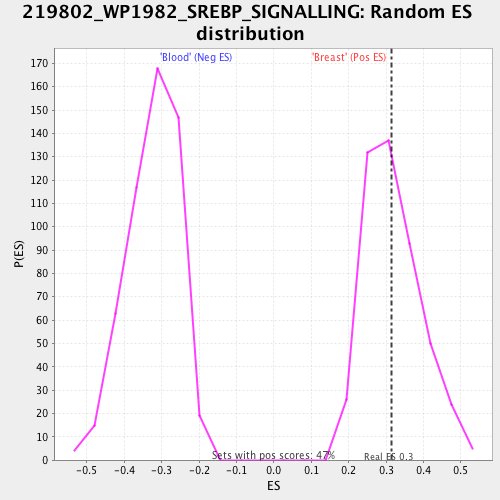 219802_WP1982_SREBP_SIGNALLING: Random ES
distribution
'Blood' (Neg ES)
'Breast' (Pos ES)
170
160
150
140
130
120
110
100
90
80
70
60
50
40
30
20
10
0
P(ES)
Sets with pos scores: 47%
Real ES 0.3
-0.5 -0.4 -0.3 -0.2 -0.1 0.0 0.1 0.2 0.3 0.4 0.5
ES